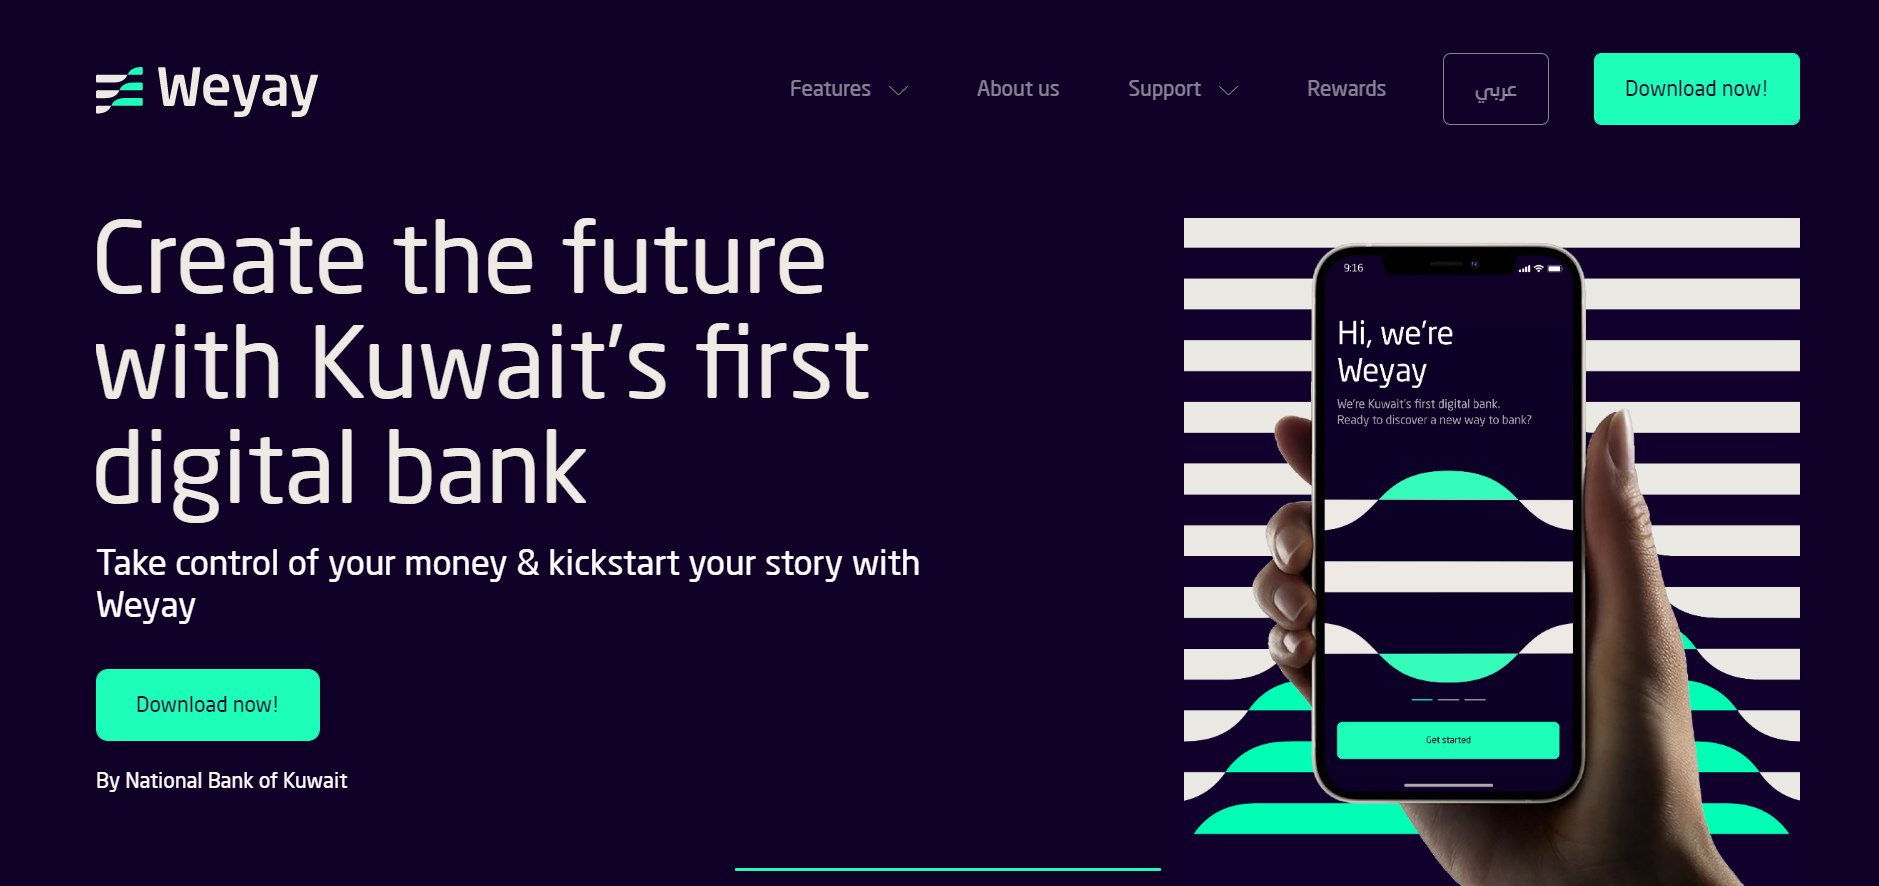 Weyay
Features
About us
Support
Rewards
عربي
Download now!
Create the future
with Kuwait's first
digital bank
Take control of your money & kickstart your story with
Weyay
Download now!
By National Bank of Kuwait
9:16
Hi, we're
Weyay
We're Kuwait's first digital bank.
Ready to discover a new way to bank?
Get started